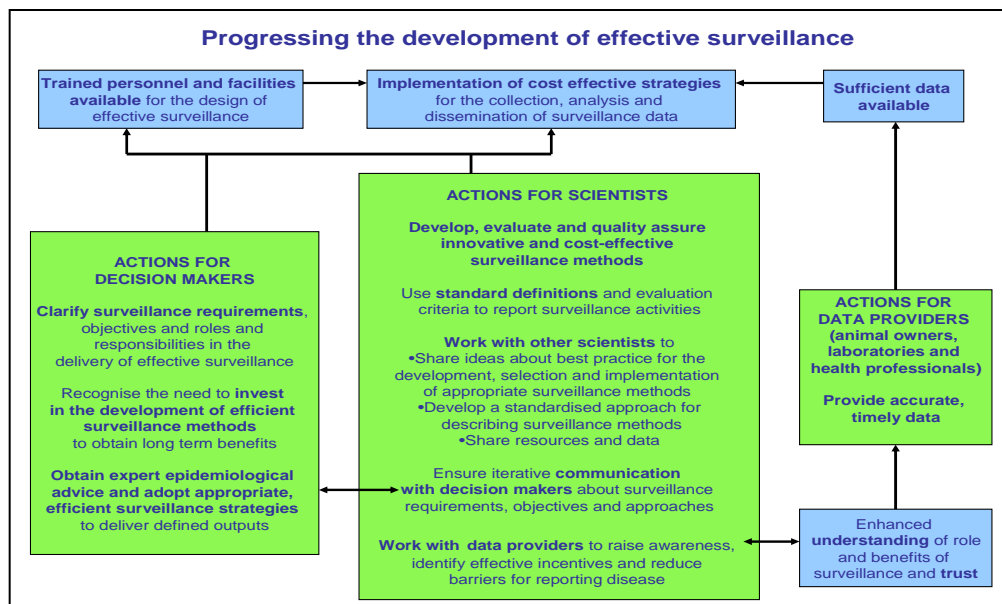 Progressing the development of effective surveillance
Trained personnel and facilities
available for the design of
effective surveillance
Implementation of cost effective strategies
for the collection, analysis and
dissemination of surveillance data
Sufficient data
available
ACTIONS FOR
DECISION MAKERS
Clarify surveillance requirements,
objectives and roles and
responsibilities in the
delivery of effective surveillance
Recognise the need to invest
in the development of efficient
surveillance methods
to obtain long term benefits
Obtain expert epidemiological
advice and adopt appropriate,
efficient surveillance strategies
to deliver defined outputs
ACTIONS FOR SCIENTISTS
Develop, evaluate and quality assure
innovative and cost-effective
surveillance methods
Use standard definitions and evaluation
criteria to report surveillance activities
Work with other scientists to
•Share ideas about best practice for the
development, selection and implementation
of appropriate surveillance methods
•Develop a standardised approach for
describing surveillance methods
•Share resources and data
Ensure iterative communication
with decision makers about surveillance
requirements, objectives and approaches
Work with data providers to raise awareness,
identify effective incentives and reduce
barriers for reporting disease
ACTIONS FOR
DATA PROVIDERS
(animal owners,
laboratories and
health professionals)
Provide accurate,
timely data
Enhanced
understanding of role
and benefits of
surveillance and trust